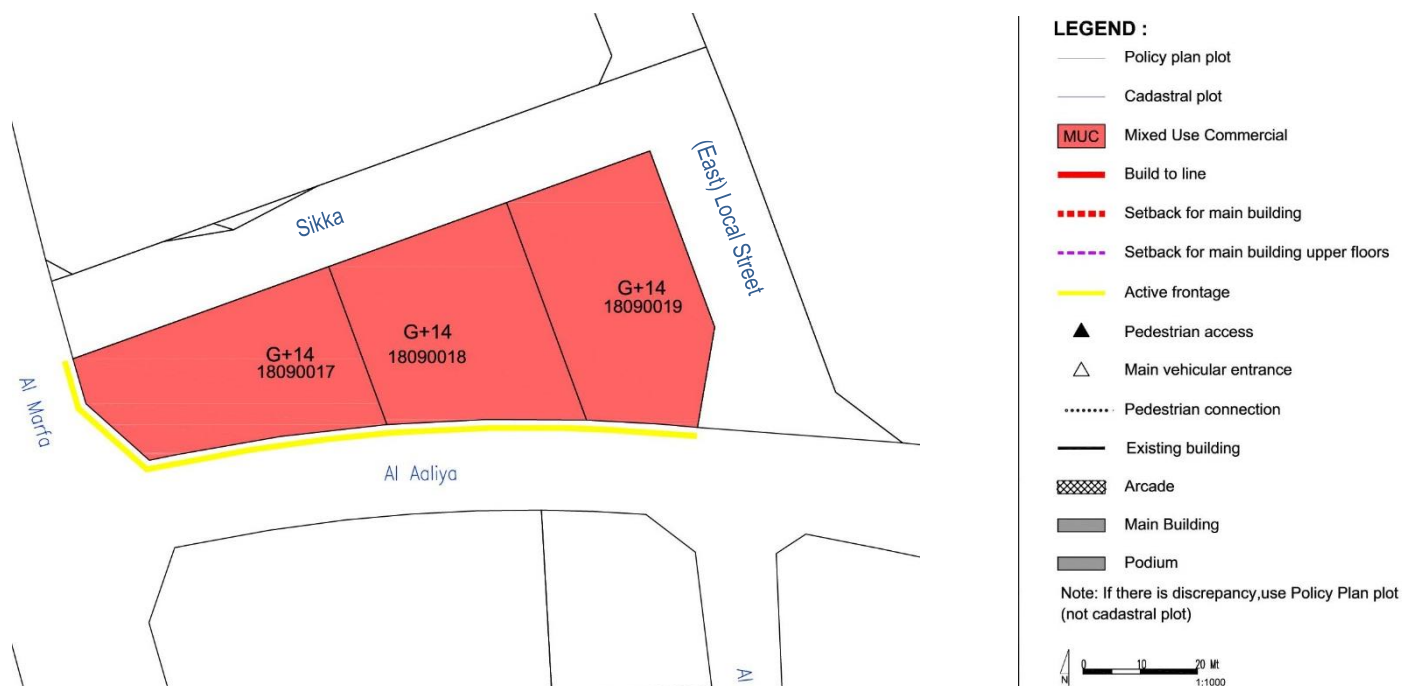 Sikka
(East) Local Street
G+14
18090019
G+14
18090018
G+14
18090017
Al Marfa
Al Aaliya
Al
LEGEND :
Policy plan plot
Cadastral plot
MUC Mixed Use Commercial
Build to line
Setback for main building
Setback for main building upper floors
Active frontage
Pedestrian access
Main vehicular entrance
Pedestrian connection
Existing building
Arcade
Main Building
Podium
Note: If there is discrepancy,use Policy Plan plot
(not cadastral plot)
N
0 10 20 Mt
1:1000